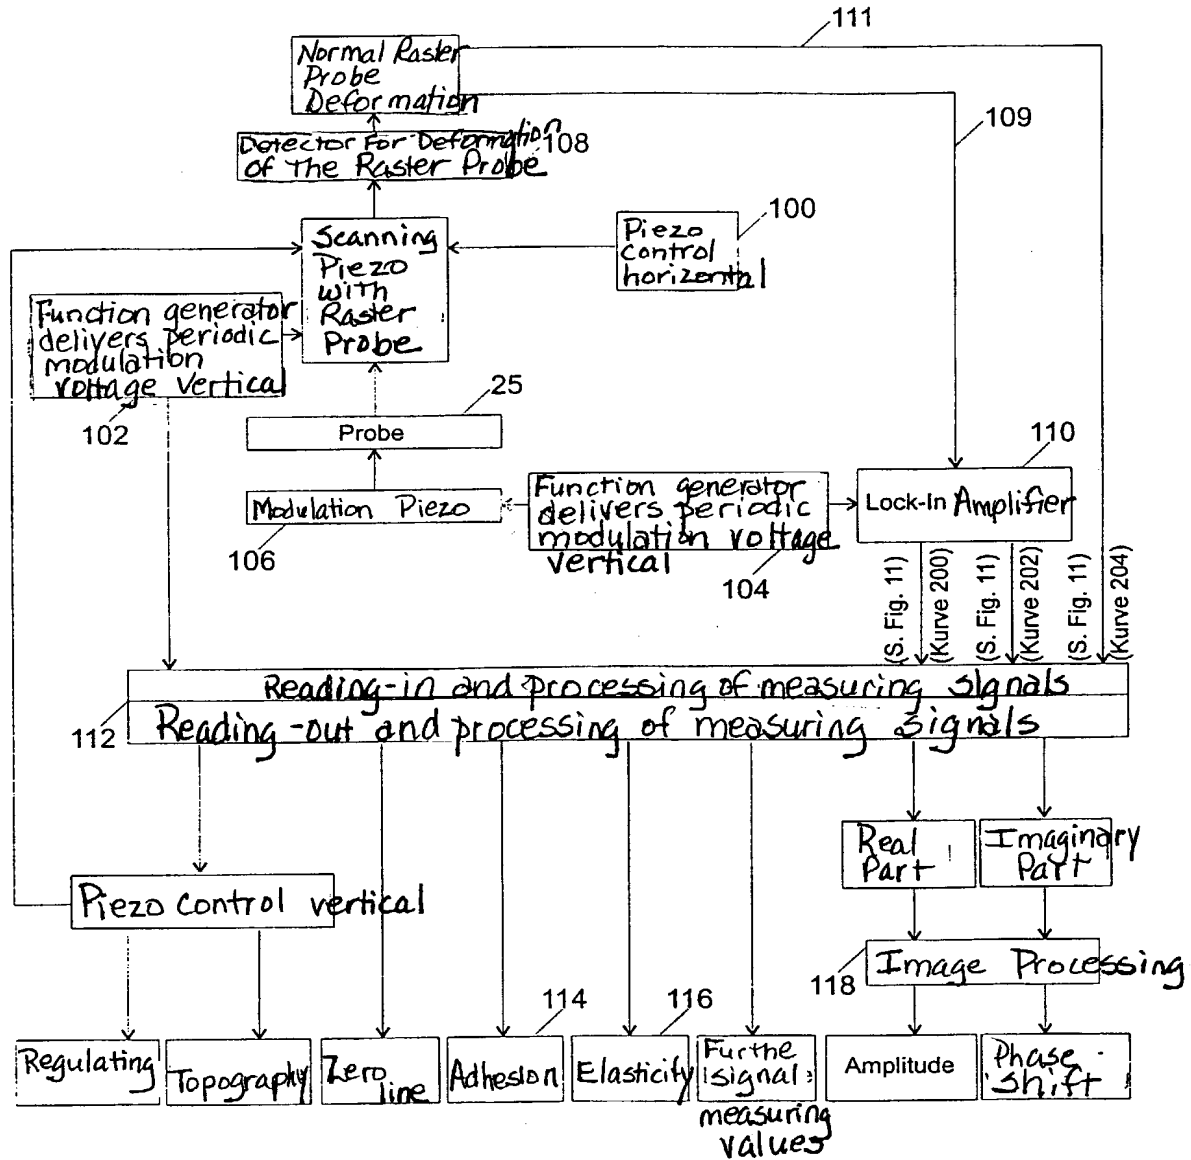 111
Normal Raster
Probe
Deformation
109
Detector For Deformation
of The Raster Probe
108
100
Scanning
Piezo
with
Raster
Probe
Piezo
control
horizontal
Function generator
delivers periodic
modulation
voltage vertical
102
25
Probe
110
Modulation Piezo
106
Function generator
delivers periodic
modulation voltage
vertical
104
Lock-In Amplifier
(S. Fig. 11)
(Kurve 200)
(S. Fig. 11)
(Kurve 202)
(S. Fig. 11)
(Kurve 204)
Reading-in and processing of measuring signals
112
Reading-out and processing of measuring signals
Real
Part
Imaginary
Part
Piezo control vertical
118
Image Processing
114
116
Regulating
Topography
Zero
line
Adhesion
Elasticity
Furthe
signal
measuring
values
Amplitude
Phase
shift